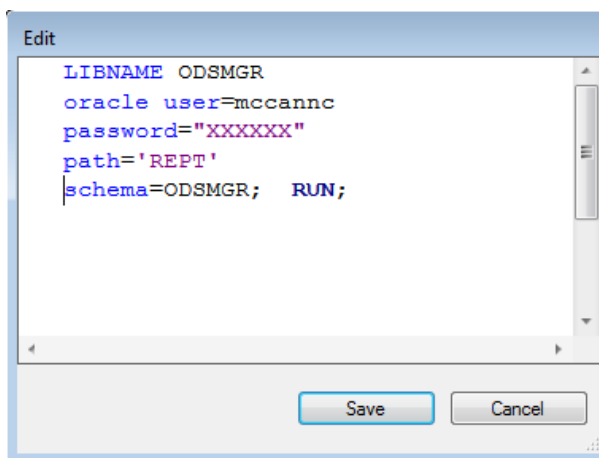 Edit
LIBNAME ODSMGR
oracle user=mccannc
password="XXXXXX"
path='REPT'
schema=ODSMGR;  RUN;
Save Cancel